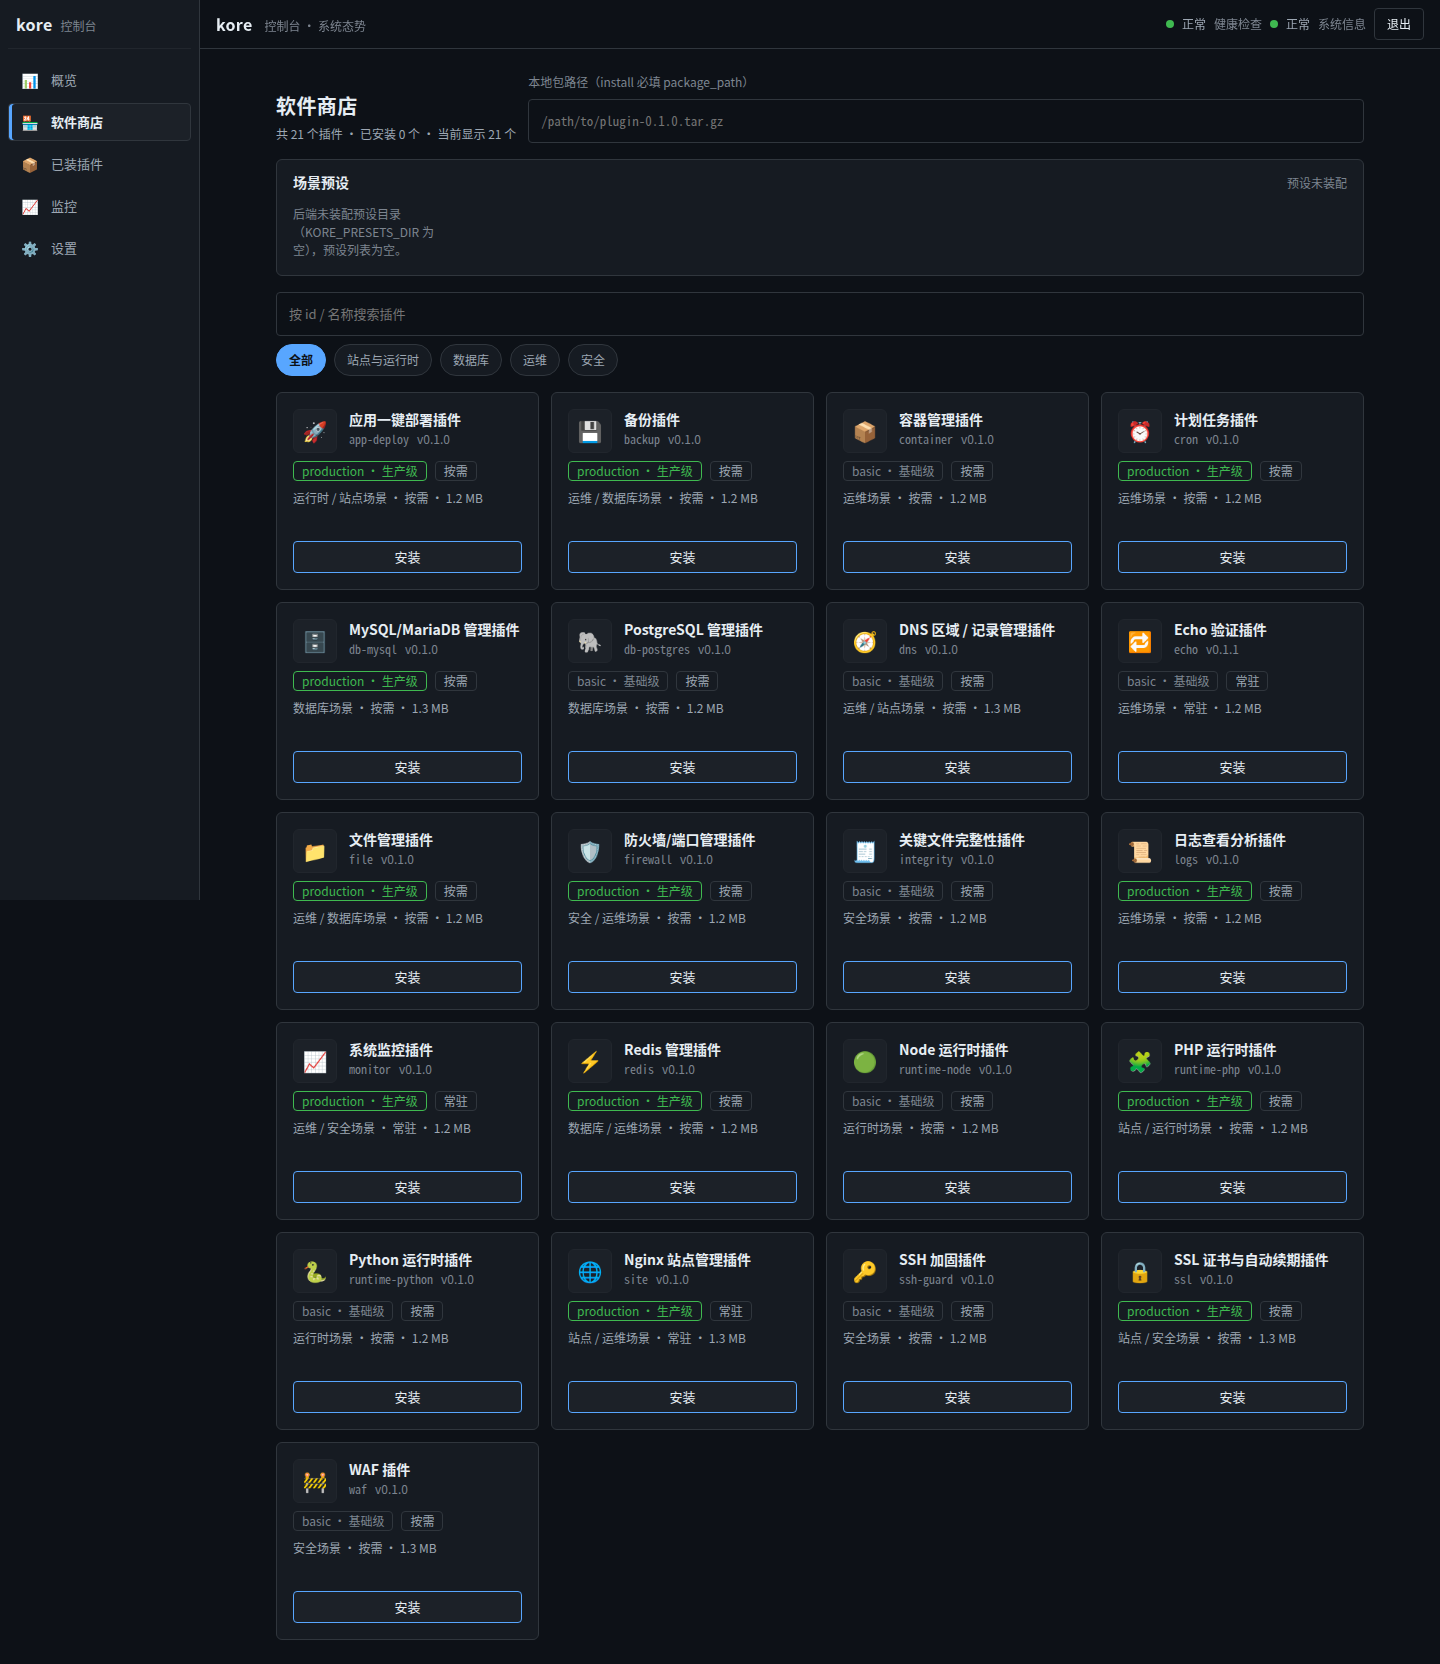 kore 控制台
概览
软件商店
已装插件
监控
设置
kore 控制台 · 系统态势
正常 健康检查 正常 系统信息 退出
本地包路径（install 必填 package_path）
软件商店
共 21 个插件 · 已安装 0 个 · 当前显示 21 个
/path/to/plugin-0.1.0.tar.gz
场景预设
预设未装配
后端未装配预设目录
（KORE_PRESETS_DIR 为
空），预设列表为空。
按 id / 名称搜索插件
全部 站点与运行时 数据库 运维 安全
应用一键部署插件
app-deploy v0.1.0
production · 生产级 按需
运行时 / 站点场景 · 按需 · 1.2 MB
安装
备份插件
backup v0.1.0
production · 生产级 按需
运维 / 数据库场景 · 按需 · 1.2 MB
安装
容器管理插件
container v0.1.0
basic · 基础级 按需
运维场景 · 按需 · 1.2 MB
安装
计划任务插件
cron v0.1.0
production · 生产级 按需
运维场景 · 按需 · 1.2 MB
安装
MySQL/MariaDB 管理插件
db-mysql v0.1.0
production · 生产级 按需
数据库场景 · 按需 · 1.3 MB
安装
PostgreSQL 管理插件
db-postgres v0.1.0
basic · 基础级 按需
数据库场景 · 按需 · 1.2 MB
安装
DNS 区域 / 记录管理插件
dns v0.1.0
basic · 基础级 按需
运维 / 站点场景 · 按需 · 1.3 MB
安装
Echo 验证插件
echo v0.1.1
basic · 基础级 常驻
运维场景 · 常驻 · 1.2 MB
安装
文件管理插件
file v0.1.0
production · 生产级 按需
运维 / 数据库场景 · 按需 · 1.2 MB
安装
防火墙/端口管理插件
firewall v0.1.0
production · 生产级 按需
安全 / 运维场景 · 按需 · 1.2 MB
安装
关键文件完整性插件
integrity v0.1.0
basic · 基础级 按需
安全场景 · 按需 · 1.2 MB
安装
日志查看分析插件
logs v0.1.0
production · 生产级 按需
运维场景 · 按需 · 1.2 MB
安装
系统监控插件
monitor v0.1.0
production · 生产级 常驻
运维 / 安全场景 · 常驻 · 1.2 MB
安装
Redis 管理插件
redis v0.1.0
production · 生产级 按需
数据库 / 运维场景 · 按需 · 1.2 MB
安装
Node 运行时插件
runtime-node v0.1.0
basic · 基础级 按需
运行时场景 · 按需 · 1.2 MB
安装
PHP 运行时插件
runtime-php v0.1.0
production · 生产级 按需
站点 / 运行时场景 · 按需 · 1.2 MB
安装
Python 运行时插件
runtime-python v0.1.0
basic · 基础级 按需
运行时场景 · 按需 · 1.2 MB
安装
Nginx 站点管理插件
site v0.1.0
production · 生产级 常驻
站点 / 运维场景 · 常驻 · 1.3 MB
安装
SSH 加固插件
ssh-guard v0.1.0
basic · 基础级 按需
安全场景 · 按需 · 1.2 MB
安装
SSL 证书与自动续期插件
ssl v0.1.0
production · 生产级 按需
站点 / 安全场景 · 按需 · 1.3 MB
安装
WAF 插件
waf v0.1.0
basic · 基础级 按需
安全场景 · 按需 · 1.3 MB
安装